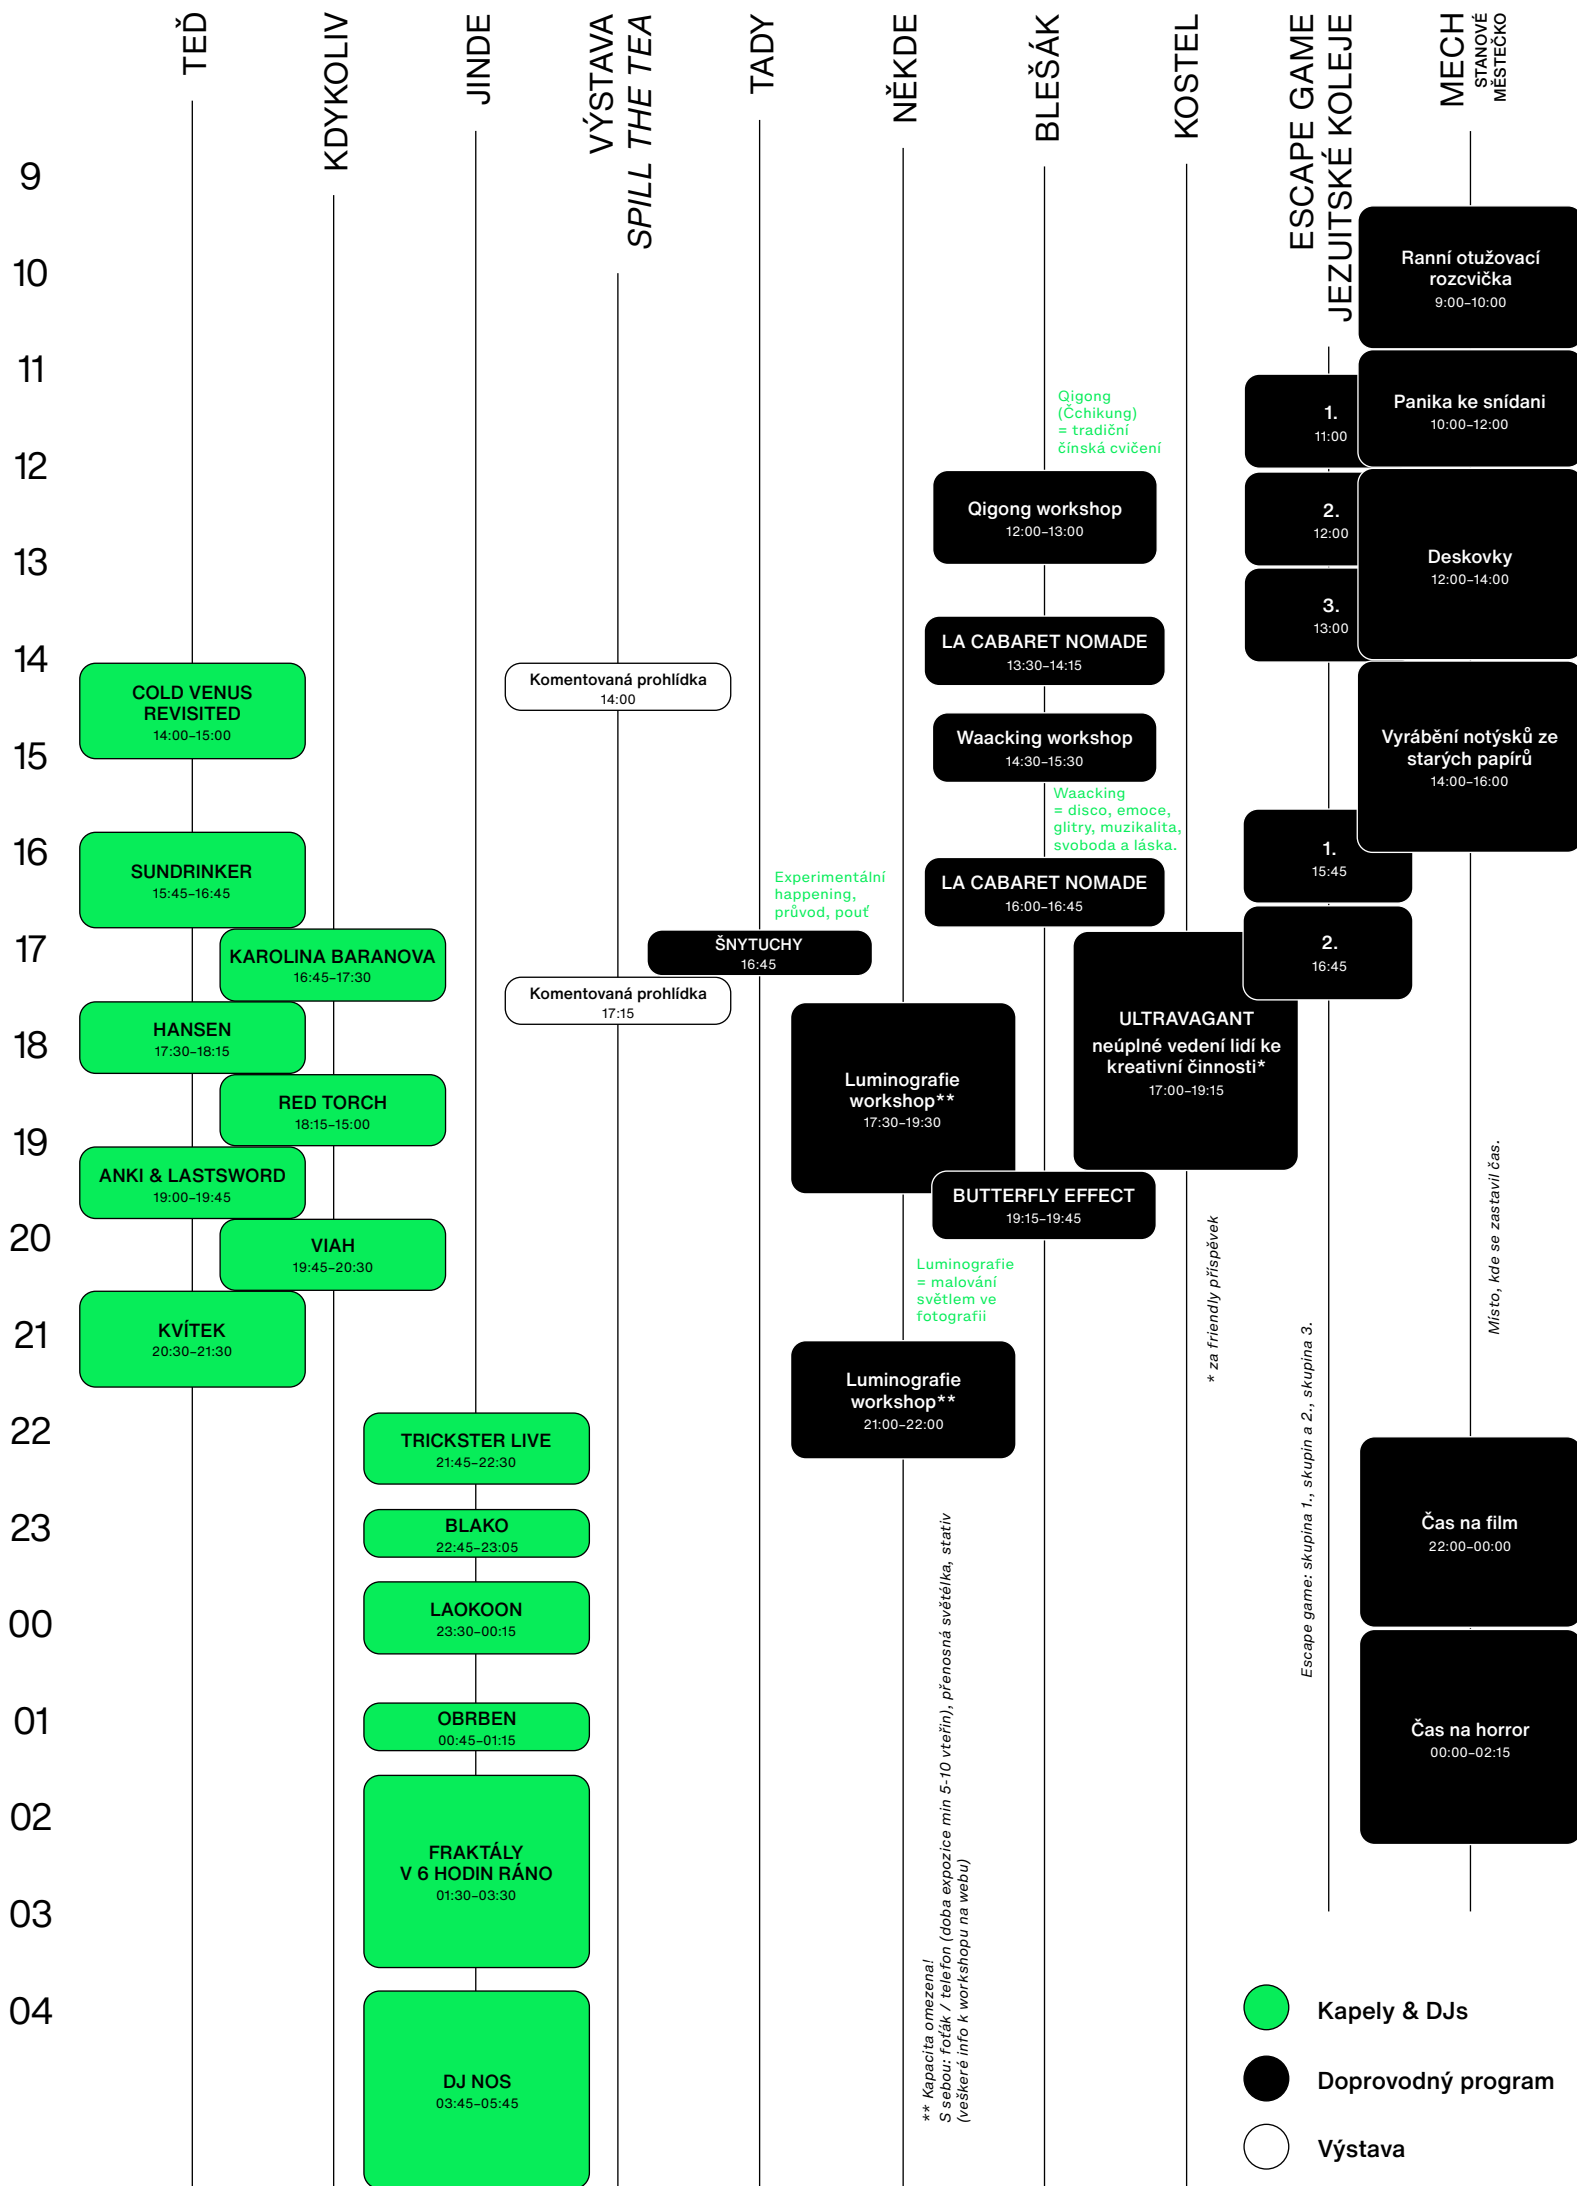 TEĎ
KDYKOLIV
JINDE
VÝSTAVA
SPILL THE TEA
TADY
NĚKDE
BLEŠÁK
KOSTEL
ESCAPE GAME
JEZUITSKÉ KOLEJE
MECH
STANOVÉ
MĚSTEČKO
9
10
11
12
13
14
15
16
17
18
19
20
21
22
23
00
01
02
03
04
COLD VENUS
REVISITED
14:00–15:00
SUNDRINKER
15:45–16:45
HANSEN
17:30–18:15
ANKI & LASTSWORD
19:00–19:45
KVÍTEK
20:30–21:30
KAROLINA BARANOVA
16:45–17:30
RED TORCH
18:15–15:00
VIAH
19:45–20:30
TRICKSTER LIVE
21:45–22:30
BLAKO
22:45–23:05
LAOKOON
23:30–00:15
OBRBEN
00:45–01:15
FRAKTÁLY
V 6 HODIN RÁNO
01:30–03:30
DJ NOS
03:45–05:45
Komentovaná prohlídka
14:00
Komentovaná prohlídka
17:15
Experimentální
happening,
průvod, pouť
ŠNYTUCHY
16:45
Luminografie
workshop**
17:30–19:30
Luminografie
= malování
světlem ve
fotografii
Luminografie
workshop**
21:00–22:00
** Kapacita omezena!
S sebou: foťák / telefon (doba expozice min 5-10 vteřin), přenosná světélka, stativ
(veškeré info k workshopu na webu)
Qigong
(Čchikung)
= tradiční
čínská cvičení
Qigong workshop
12:00–13:00
LA CABARET NOMADE
13:30–14:15
Waacking workshop
14:30–15:30
Waacking
= disco, emoce,
glitry, muzikalita,
svoboda a láska.
LA CABARET NOMADE
16:00–16:45
BUTTERFLY EFFECT
19:15–19:45
ULTRAVAGANT
neúplné vedení lidí ke
kreativní činnosti*
17:00–19:15
* za friendly příspěvek
1.
11:00
2.
12:00
3.
13:00
1.
15:45
2.
16:45
Escape game: skupina 1., skupin a 2., skupina 3.
Ranní otužovací
rozcvička
9:00–10:00
Panika ke snídani
10:00–12:00
Deskovky
12:00–14:00
Vyrábění notýsků ze
starých papírů
14:00–16:00
Místo, kde se zastavil čas.
Čas na film
22:00–00:00
Čas na horror
00:00–02:15
Kapely & DJs
Doprovodný program
Výstava